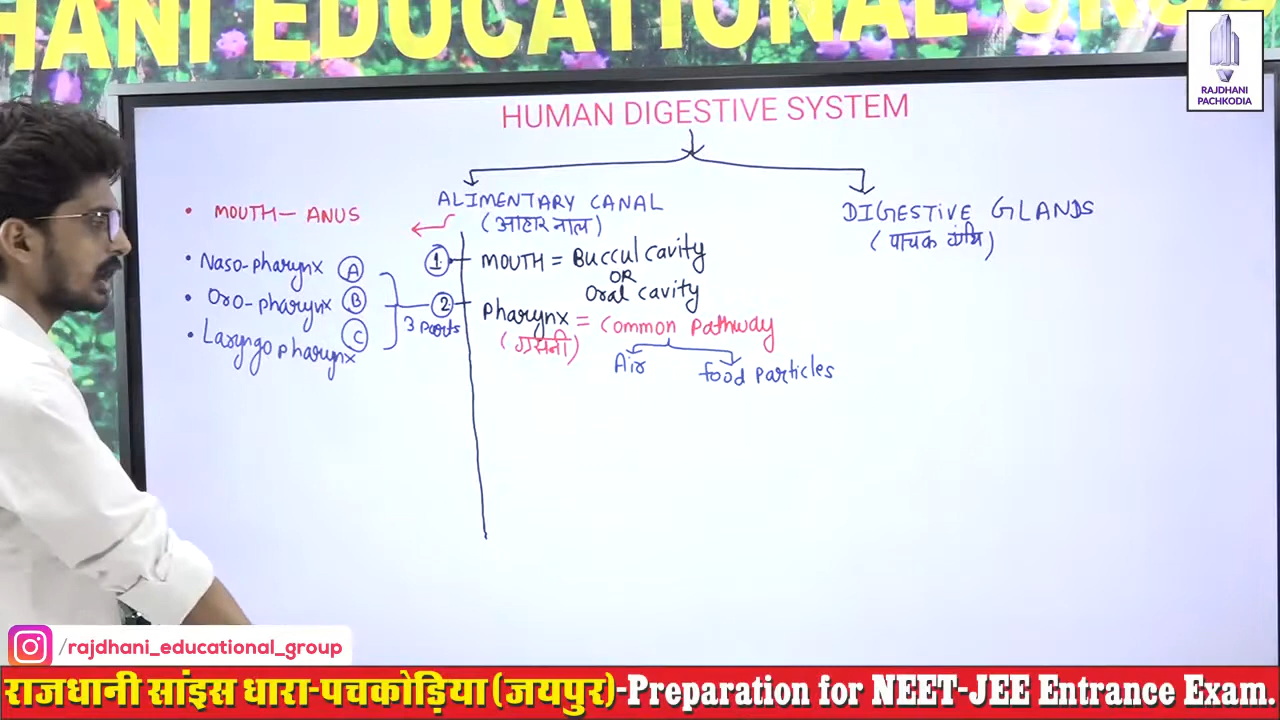 HANI EDUCATIONAL GROUP
RAJDHANI
PACHKODIA
HUMAN DIGESTIVE SYSTEM
ALIMENTARY CANAL
(आहार नाल)
DIGESTIVE GLANDS
(पाचक ग्रंथि)
• MOUTH - ANUS
• Naso-pharynx A
• Oro-pharynx B
• Laryngo pharynx C
3 parts
1 MOUTH = Buccul cavity
OR
Oral cavity
2 Pharynx = Common Pathway
(ग्रसनी)
Air
food particles
/rajdhani_educational_group
राजधानी सांइस धारा-पचकोड़िया (जयपुर)-Preparation for NEET-JEE Entrance Exam.